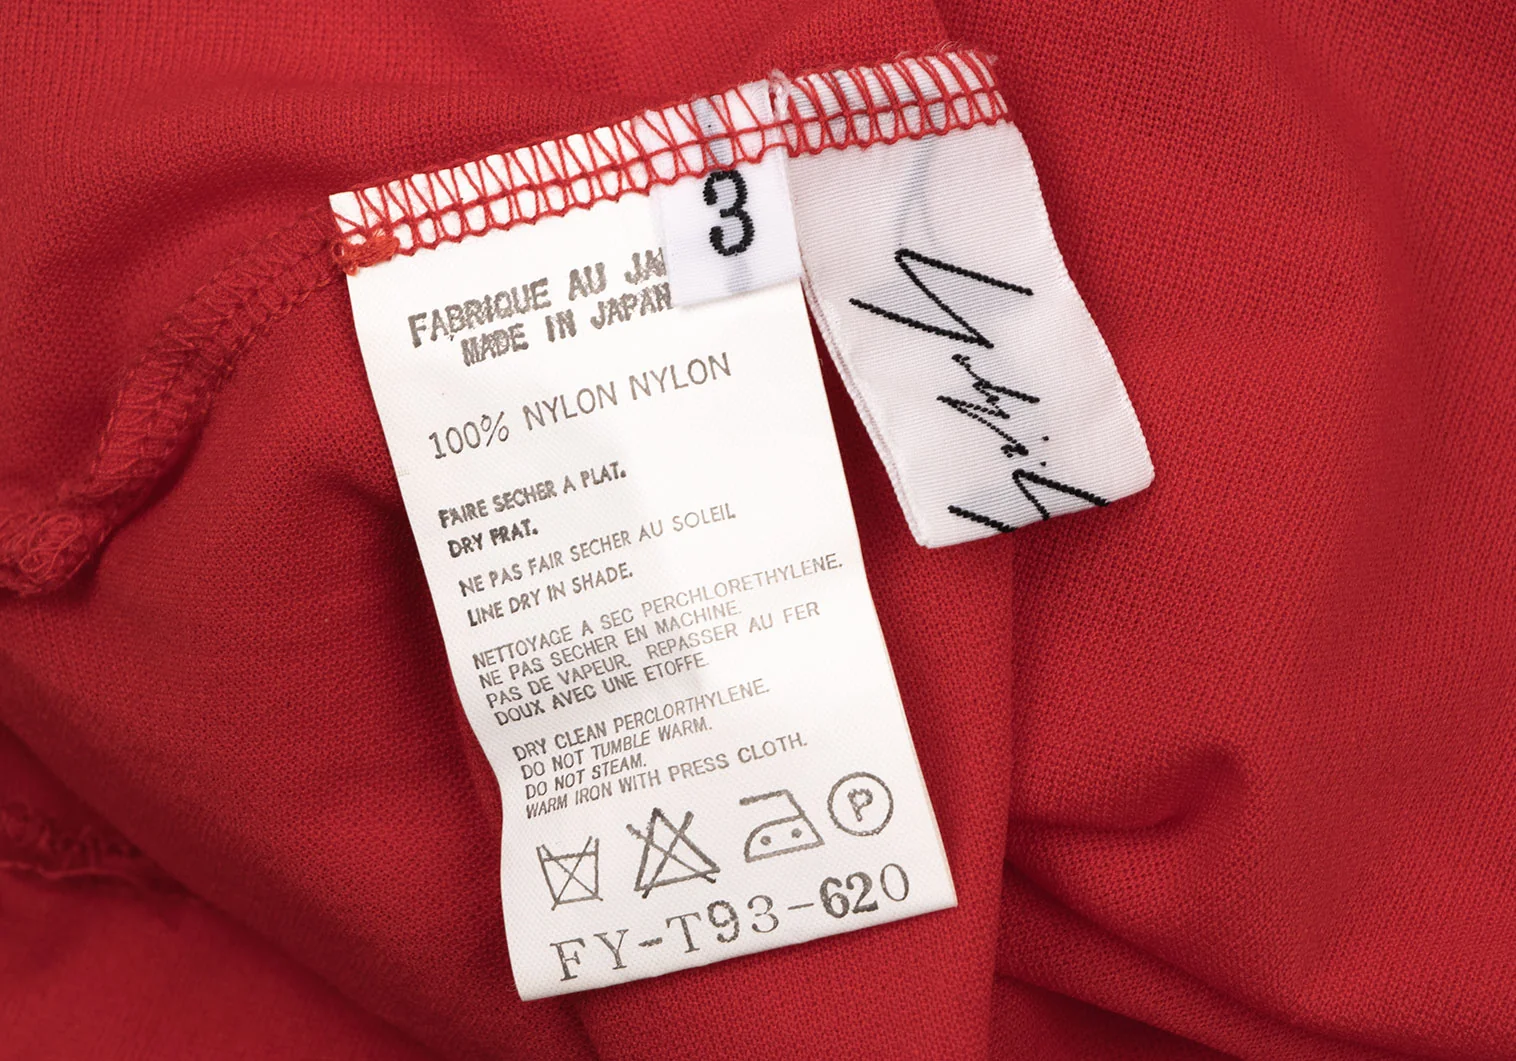 3
FABRIQUE AU JA
MADE IN JAPAN
100% NYLON NYLON
FAIRE SECHER A PLAT.
DRY FRAT.
NE PAS FAIR SECHER AU SOLEIL
LINE DRY IN SHADE.
NETTOYAGE A SEC PERCHLORETHYLENE.
NE PAS SECHER EN MACHINE.
PAS DE VAPEUR. REPASSER AU FER
DOUX AVEC UNE ETOFFE.
DRY CLEAN PERCLORTHYLENE.
DO NOT TUMBLE WARM.
DO NOT STEAM.
WARM IRON WITH PRESS CLOTH.
P
FY-T93-620